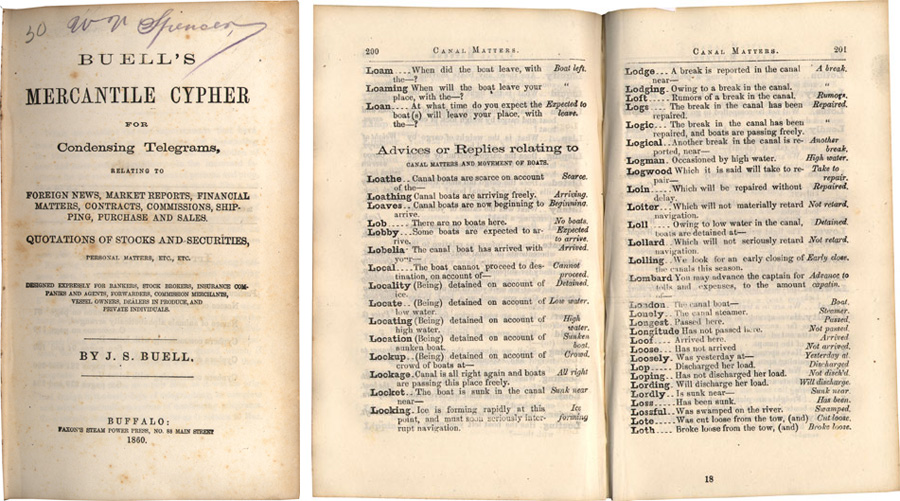 30 W V Spencer
BUELL'S
MERCANTILE CYPHER
FOR
Condensing Telegrams,
RELATING TO
FOREIGN NEWS, MARKET REPORTS, FINANCIAL
MATTERS, CONTRACTS, COMMISSIONS, SHIP-
PING, PURCHASE AND SALES.
QUOTATIONS OF STOCKS AND SECURITIES,
PERSONAL MATTERS, ETC., ETC.
DESIGNED EXPRESSLY FOR BANKERS, STOCK BROKERS, INSURANCE COM-
PANIES AND AGENTS, FORWARDERS, COMMISSION MERCHANTS,
VESSEL OWNERS, DEALERS IN PRODUCE, AND
PRIVATE INDIVIDUALS.
BY J. S. BUELL.
BUFFALO:
FAXON'S STEAM POWER PRESS, NO. 88 MAIN STREET
1860.
200 CANAL MATTERS.
Loam .... When did the boat leave, with Boat left.
the—?
Loaming When will the boat leave your "
place, with the—?
Loan .... At what time do you expect the Expected to
boat(s) will leave your place, with leave.
the—?
Advices or Replies relating to
CANAL MATTERS AND MOVEMENT OF BOATS.
Loathe.. Canal boats are scarce on account Scarce.
of the—
Loathing Canal boats are arriving freely. Arriving.
Loaves.. Canal boats are now beginning to Beginning.
arrive.
Lob .... There are no boats here. No boats.
Lobby... Some boats are expected to ar- Expected
rive. to arrive.
Lobelia. The canal boat has arrived with Arrived.
your—
Local.... The boat cannot proceed to des- Cannot
tination, on account of— proceed.
Locality (Being) detained on account of Detained.
ice.
Locate.. (Being) detained on account of Low water.
low water.
Locating (Being) detained on account of High
high water. water.
Location (Being) detained on account of Sunken
sunken boat. boat.
Lockup.. (Being) detained on account of Crowd.
crowd of boats at—
Lockage. Canal is all right again and boats All right
are passing this place freely.
Locket.. The boat is sunk in the canal Sunk near
near—
Looking. Ice is forming rapidly at this Ice
point, and must soon seriously inter- forming
rupt navigation.
CANAL MATTERS. 201
Lodge... A break is reported in the canal A break.
near—
Lodging. Owing to a break in the canal. "
Loft..... Rumors of a break in the canal. Rumors.
Logs .... The break in the canal has been Repaired.
repaired.
Logic... The break in the canal has been "
repaired, and boats are passing freely.
Logical.. Another break in the canal is re- Another
ported, near— break.
Logman. Occasioned by high water. High water.
Logwood Which it is said will take to re- Take to
pair— repair.
Loin..... Which will be repaired without Repaired.
delay.
Loiter... Which will not materially retard Not retard.
navigation.
Loll .... Owing to low water in the canal, Detained.
boats are detained at—
Lollard . Which will not seriously retard Not retard.
navigation.
Lolling.. We look for an early closing of Early close.
the canals this season.
Lombard You may advance the captain for Advance to
tolls and expenses, to the amount captain.
of—
London. The canal boat— Boat.
Lonely.. The canal steamer. Steamer.
Longest. Passed here. Passed.
Longitude Has not passed here. Not passed.
Loof .... Arrived here. Arrived
Loose... Has not arrived Not arrived.
Loosely. Was yesterday at— Yesterday at
Lop ..... Discharged her load. Discharged
Loping.. Has not discharged her load. Not disch'd.
Lording. Will discharge her load. Will discharge.
Lordly.. Is sunk near— Sunk near
Loss .... Has been sunk. Has been.
Lossful.. Was swamped on the river. Swamped.
Lote..... Was cut loose from the tow, (and) Cut loose.
Loth .... Broke loose from the tow, (and) Broke loose.
18